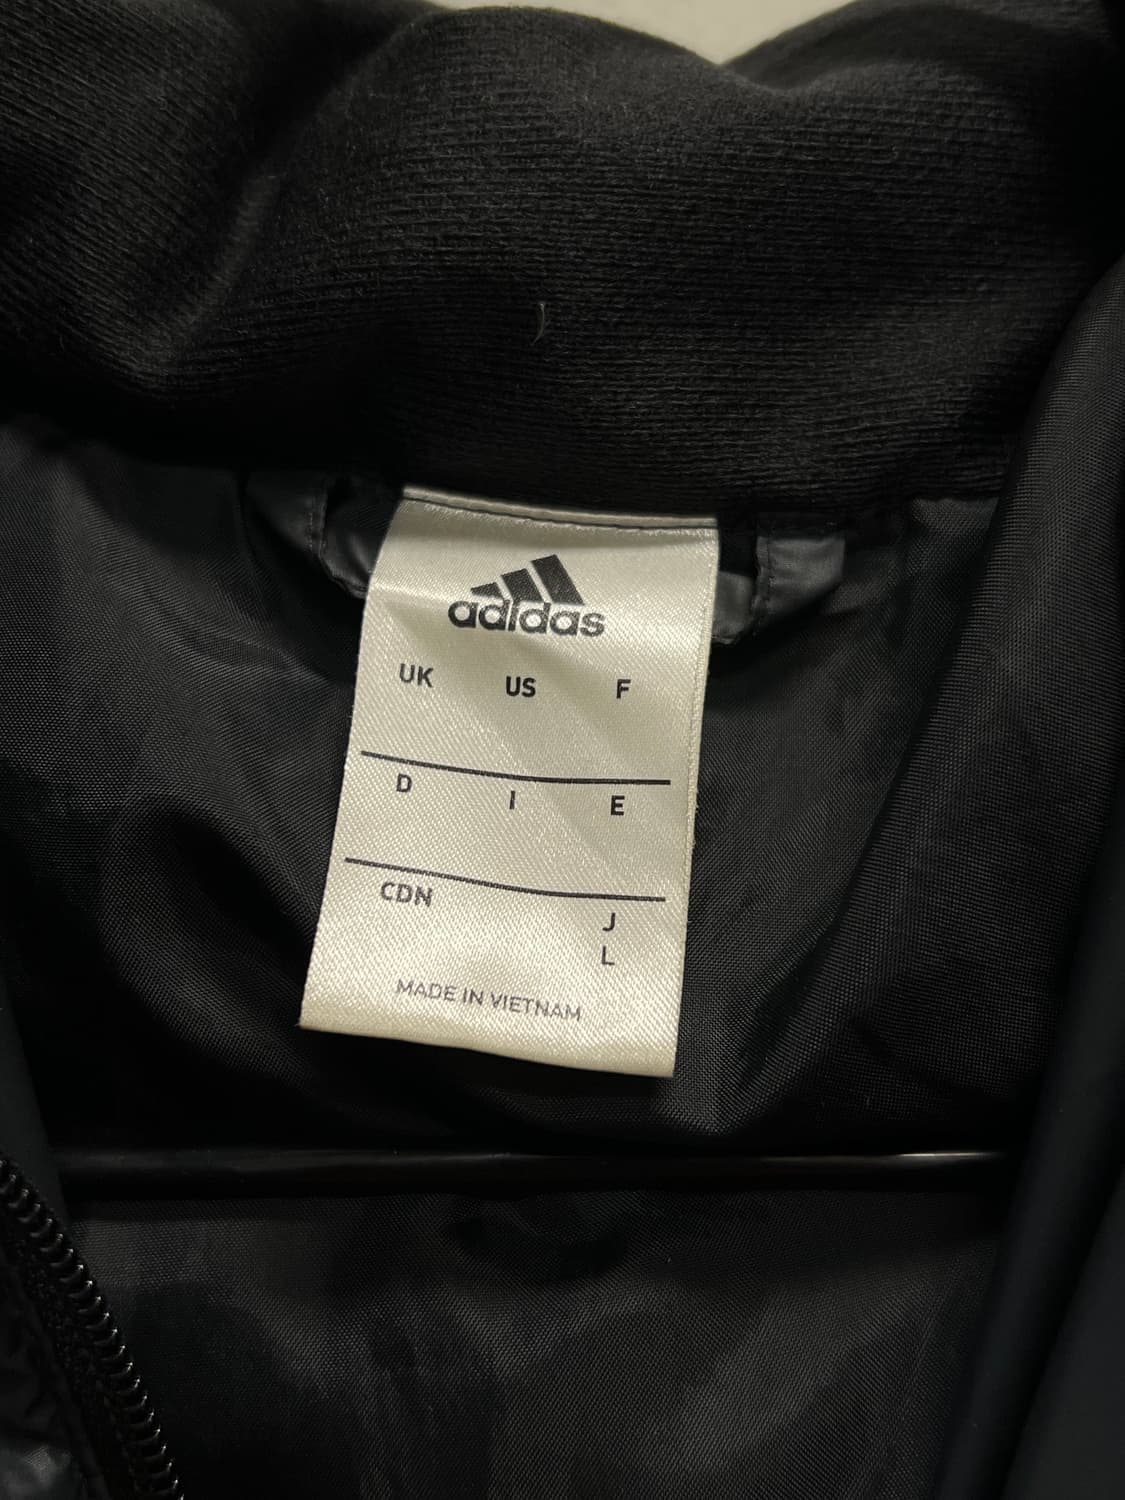 adidas
UK US F
D I E
CDN J
L
MADE IN VIETNAM